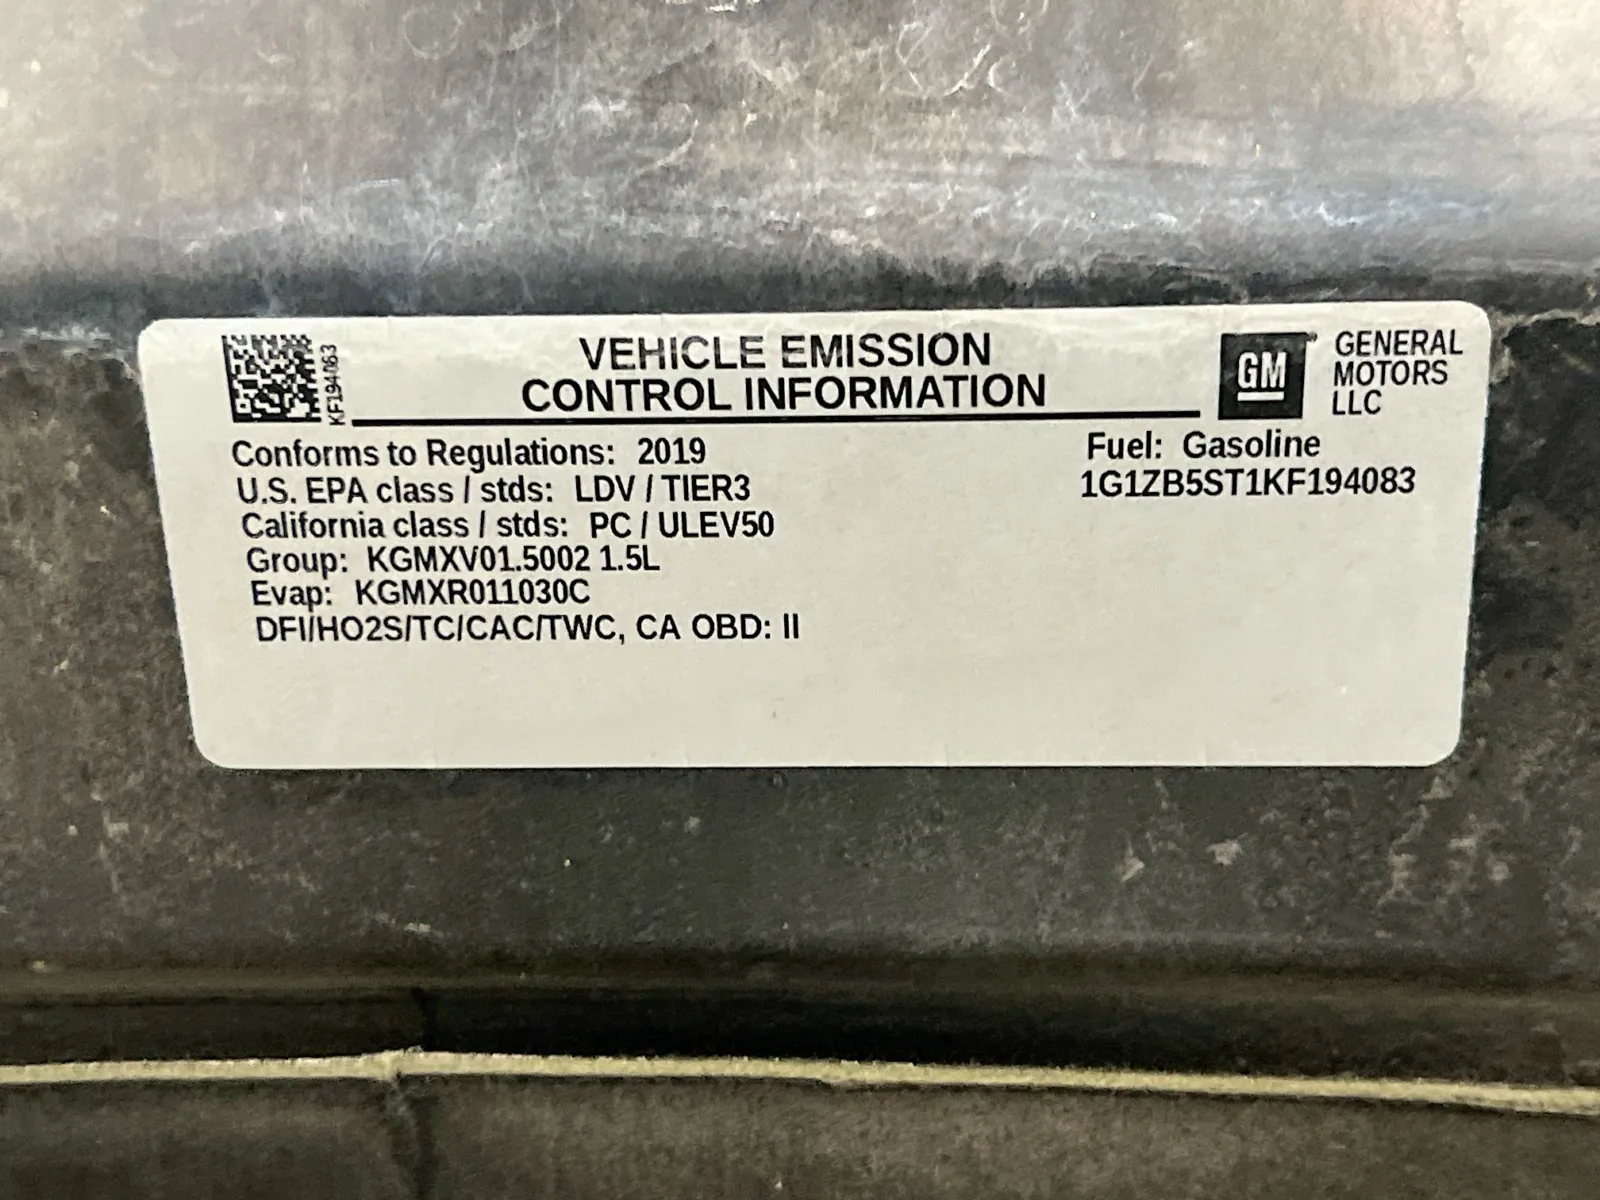 KF194083
VEHICLE EMISSION
CONTROL INFORMATION
GM
GENERAL
MOTORS
LLC
Conforms to Regulations: 2019
U.S. EPA class / stds: LDV / TIER3
California class / stds: PC / ULEV50
Group: KGMXV01.5002 1.5L
Evap: KGMXR011030C
DFI/HO2S/TC/CAC/TWC, CA OBD: II
Fuel: Gasoline
1G1ZB5ST1KF194083